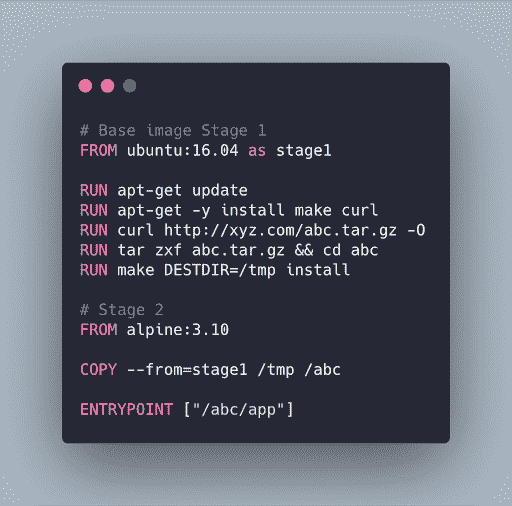 # Base image Stage 1
FROM ubuntu:16.04 as stage1
RUN apt-get update
RUN apt-get -y install make curl
RUN curl http://xyz.com/abc.tar.gz -O
RUN tar zxf abc.tar.gz && cd abc
RUN make DESTDIR=/tmp install
# Stage 2
FROM alpine:3.10
COPY --from=stage1 /tmp /abc
ENTRYPOINT ["/abc/app"]